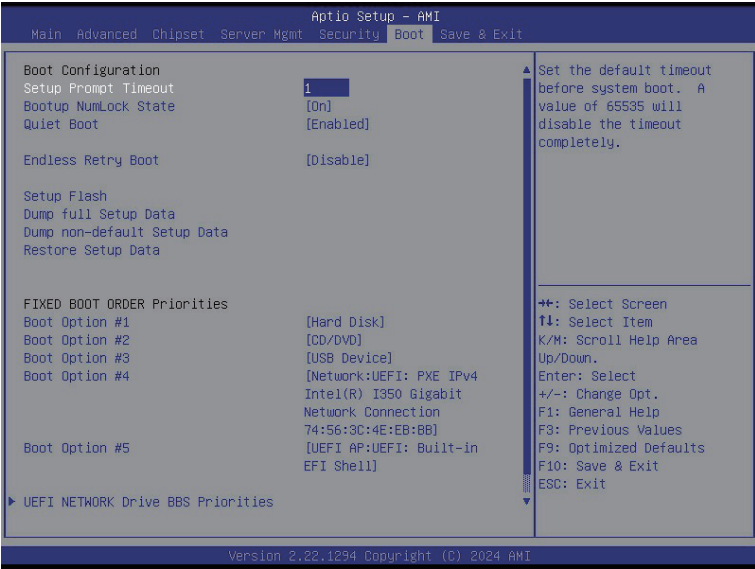 Aptio Setup - AMI
Main Advanced Chipset Server Mgmt Security Boot Save & Exit
Boot Configuration
Setup Prompt Timeout 1
Bootup NumLock State [On]
Quiet Boot [Enabled]
Endless Retry Boot [Disable]
Setup Flash
Dump full Setup Data
Dump non-default Setup Data
Restore Setup Data
FIXED BOOT ORDER Priorities
Boot Option #1 [Hard Disk]
Boot Option #2 [CD/DVD]
Boot Option #3 [USB Device]
Boot Option #4 [Network:UEFI: PXE IPv4
Intel(R) I350 Gigabit
Network Connection
74:56:3C:4E:EB:BB]
Boot Option #5 [UEFI AP:UEFI: Built-in
EFI Shell]
UEFI NETWORK Drive BBS Priorities
Set the default timeout
before system boot. A
value of 65535 will
disable the timeout
completely.
→←: Select Screen
↑↓: Select Item
K/M: Scroll Help Area
Up/Down.
Enter: Select
+/-: Change Opt.
F1: General Help
F3: Previous Values
F9: Optimized Defaults
F10: Save & Exit
ESC: Exit
Version 2.22.1294 Copyright (C) 2024 AMI